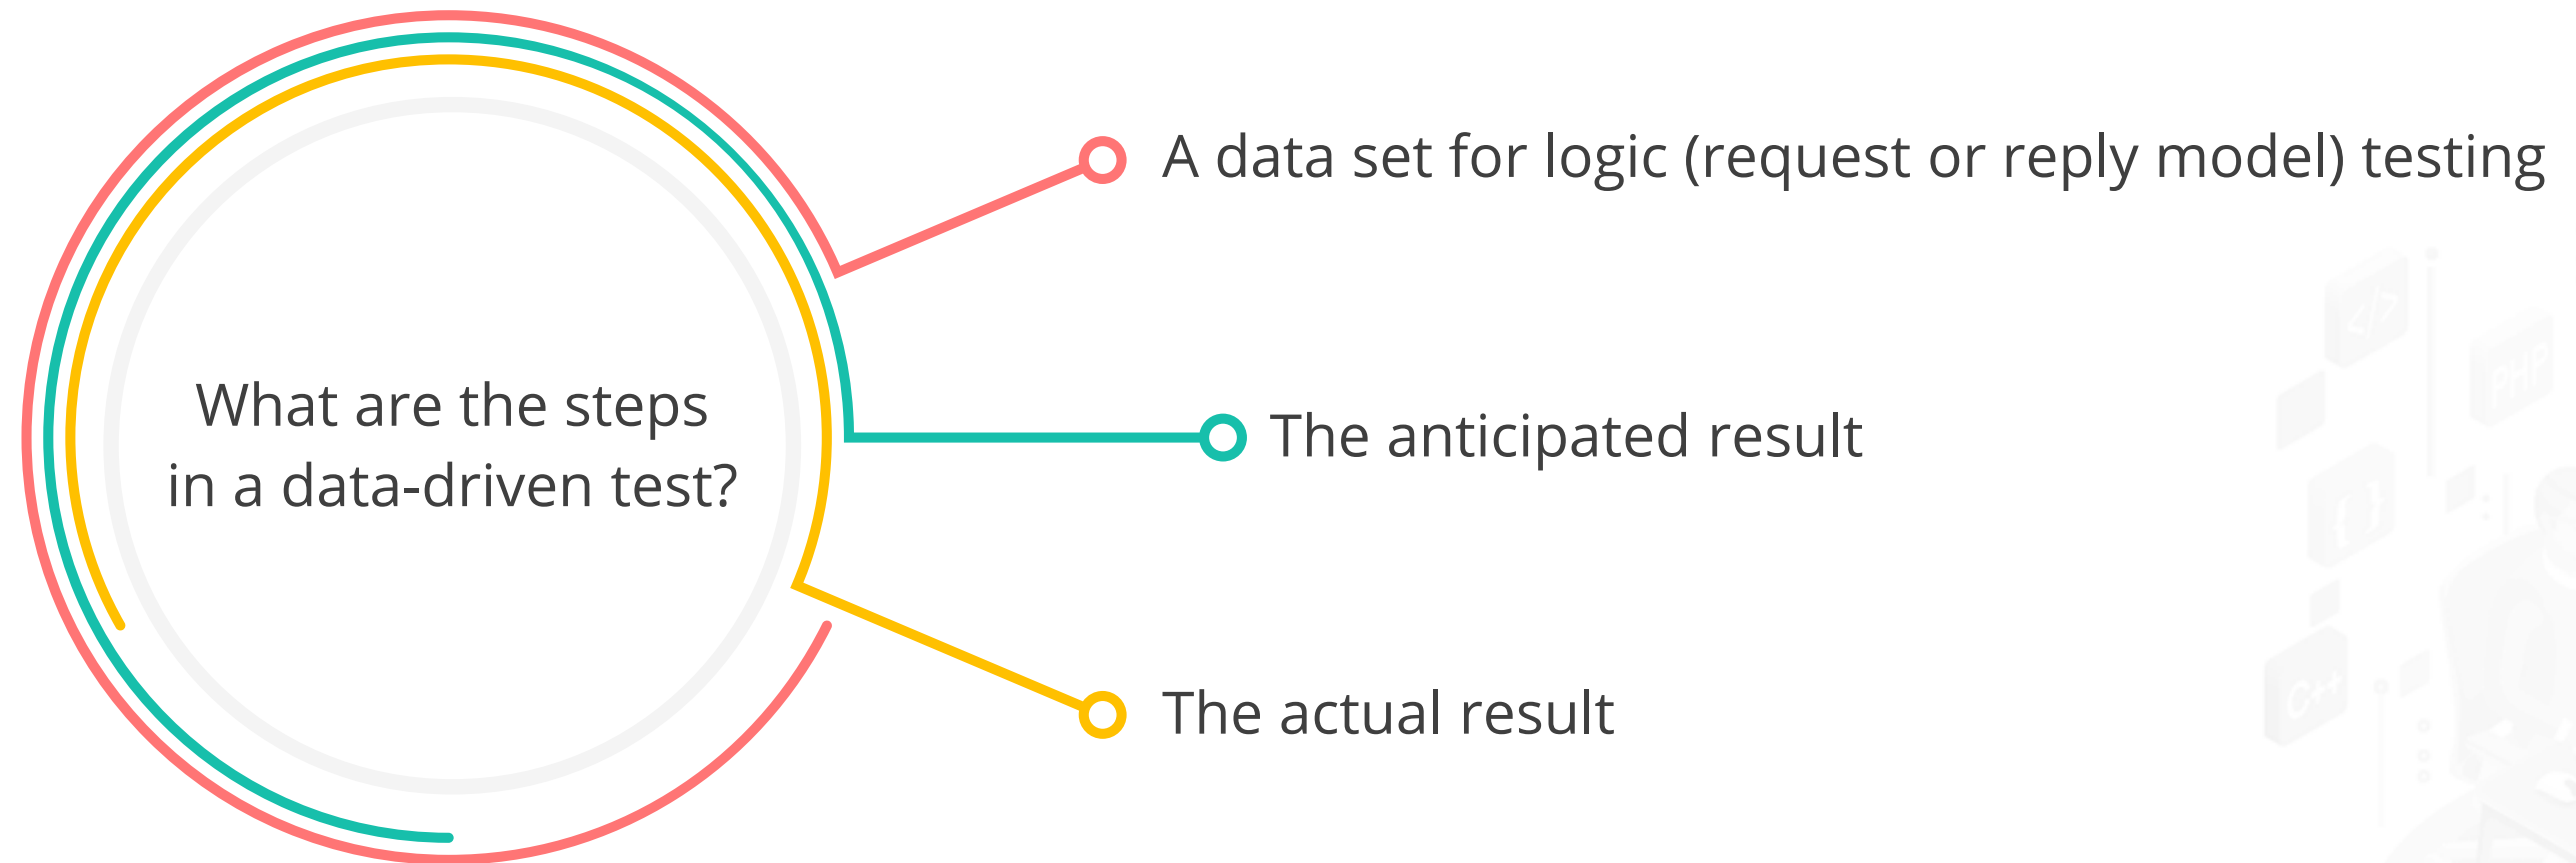 What are the steps
in a data-driven test?
A data set for logic (request or reply model) testing
The anticipated result
The actual result
</>
PHP
{ }
C++